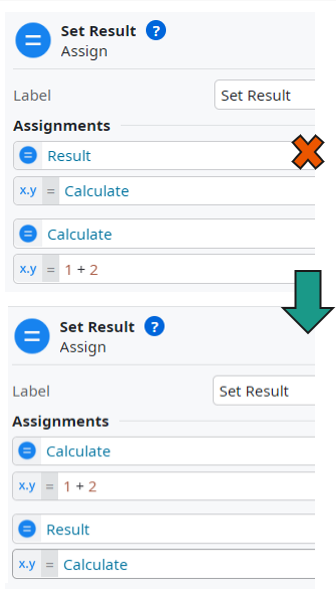 Set Result ?
Assign
Label Set Result
Assignments
= Result
x.y = Calculate
= Calculate
x.y = 1 + 2
Set Result ?
Assign
Label Set Result
Assignments
= Calculate
x.y = 1 + 2
= Result
x.y = Calculate